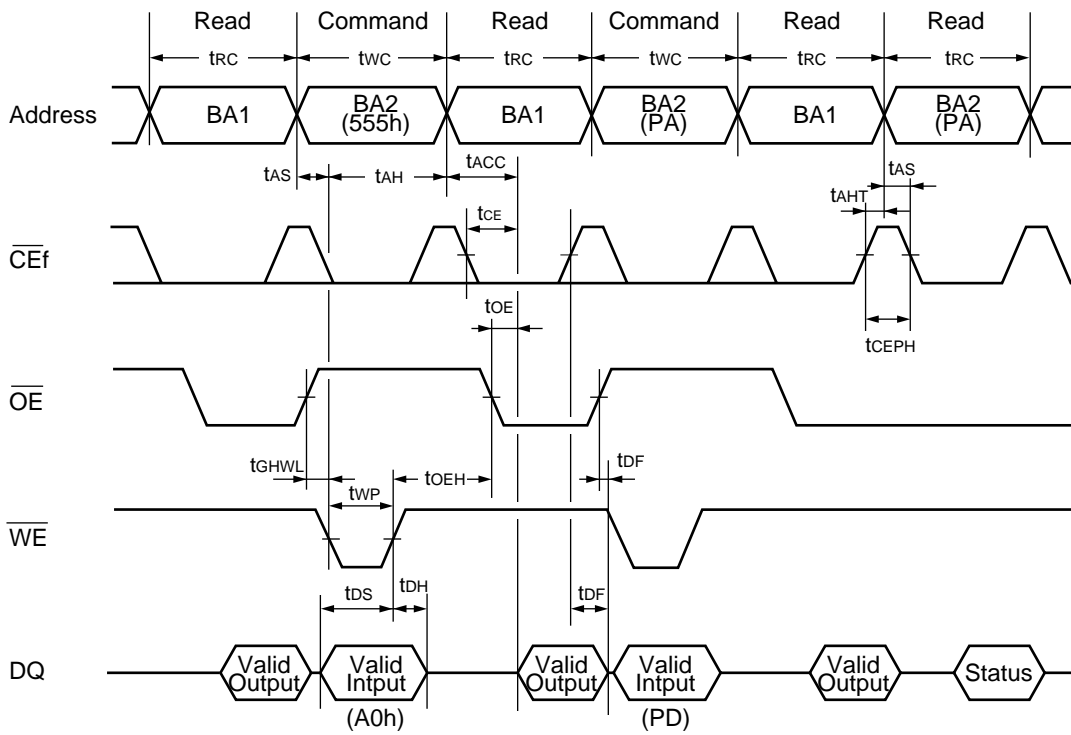 Read Command Read Command Read Read
tRC tWC tRC tWC tRC tRC
Address BA1 BA2 (555h) BA1 BA2 (PA) BA1 BA2 (PA)
tAS tAH tACC tAHT tAS
CEf tCE
tOE tCEPH
OE
tGHWL tWP tOEH tDF
WE
tDS tDH tDF
DQ Valid Output Valid Intput Valid Output Valid Intput Valid Output Status
(A0h) (PD)